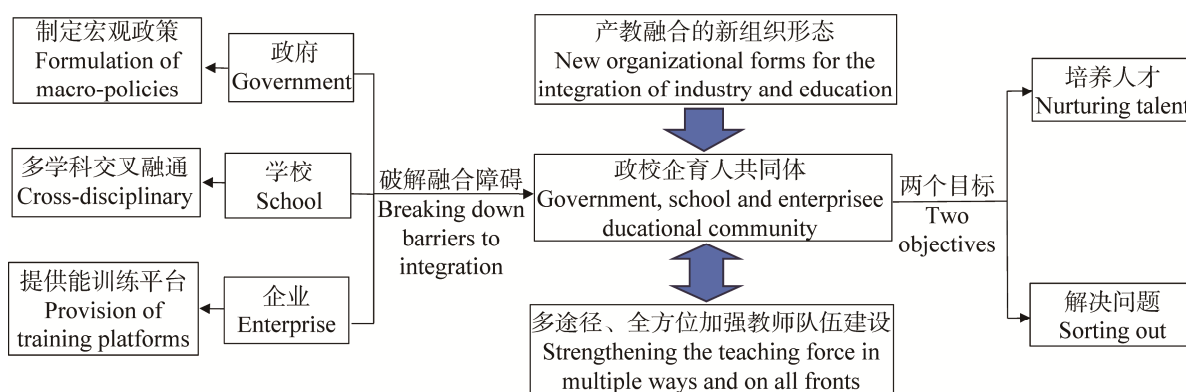 制定宏观政策
Formulation of
macro-policies
政府
Government
多学科交叉融通
Cross-disciplinary
学校
School
提供能训练平台
Provision of
training platforms
企业
Enterprise
破解融合障碍
Breaking down
barriers to
integration
产教融合的新组织形态
New organizational forms for the
integration of industry and education
政校企育人共同体
Government, school and enterprisee
ducational community
多途径、全方位加强教师队伍建设
Strengthening the teaching force in
multiple ways and on all fronts
两个目标
Two
objectives
培养人才
Nurturing talent
解决问题
Sorting out